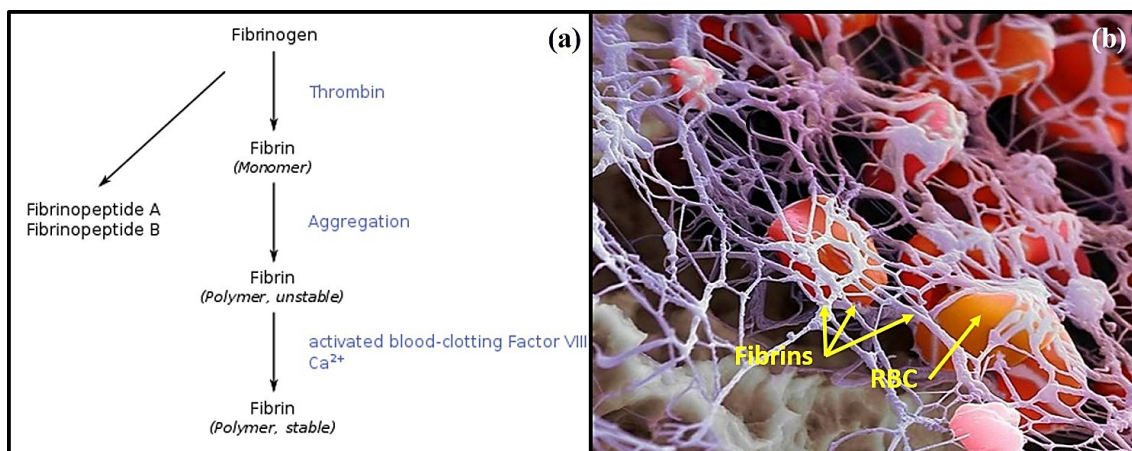 Fibrinogen
(a)
Thrombin
Fibrin
(Monomer)
Fibrinopeptide A
Fibrinopeptide B
Aggregation
Fibrin
(Polymer, unstable)
activated blood-clotting Factor VIII
Ca²⁺
Fibrin
(Polymer, stable)
(b)
Fibrins
RBC